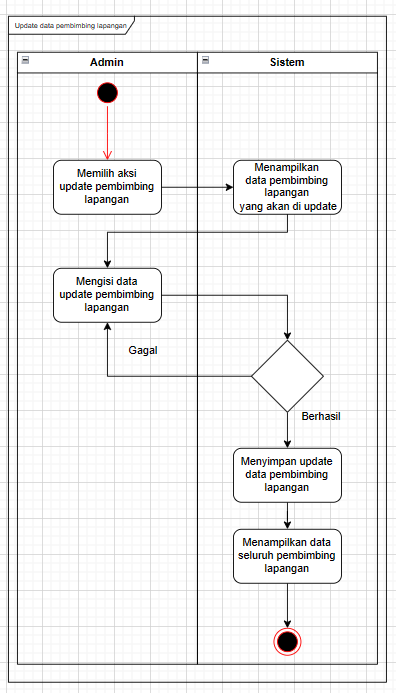 Update data pembimbing lapangan
Admin
Sistem
Memilih aksi
update pembimbing
lapangan
Menampilkan
data pembimbing
lapangan
yang akan di update
Mengisi data
update pembimbing
lapangan
Gagal
Berhasil
Menyimpan update
data pembimbing
lapangan
Menampilkan data
seluruh pembimbing
lapangan